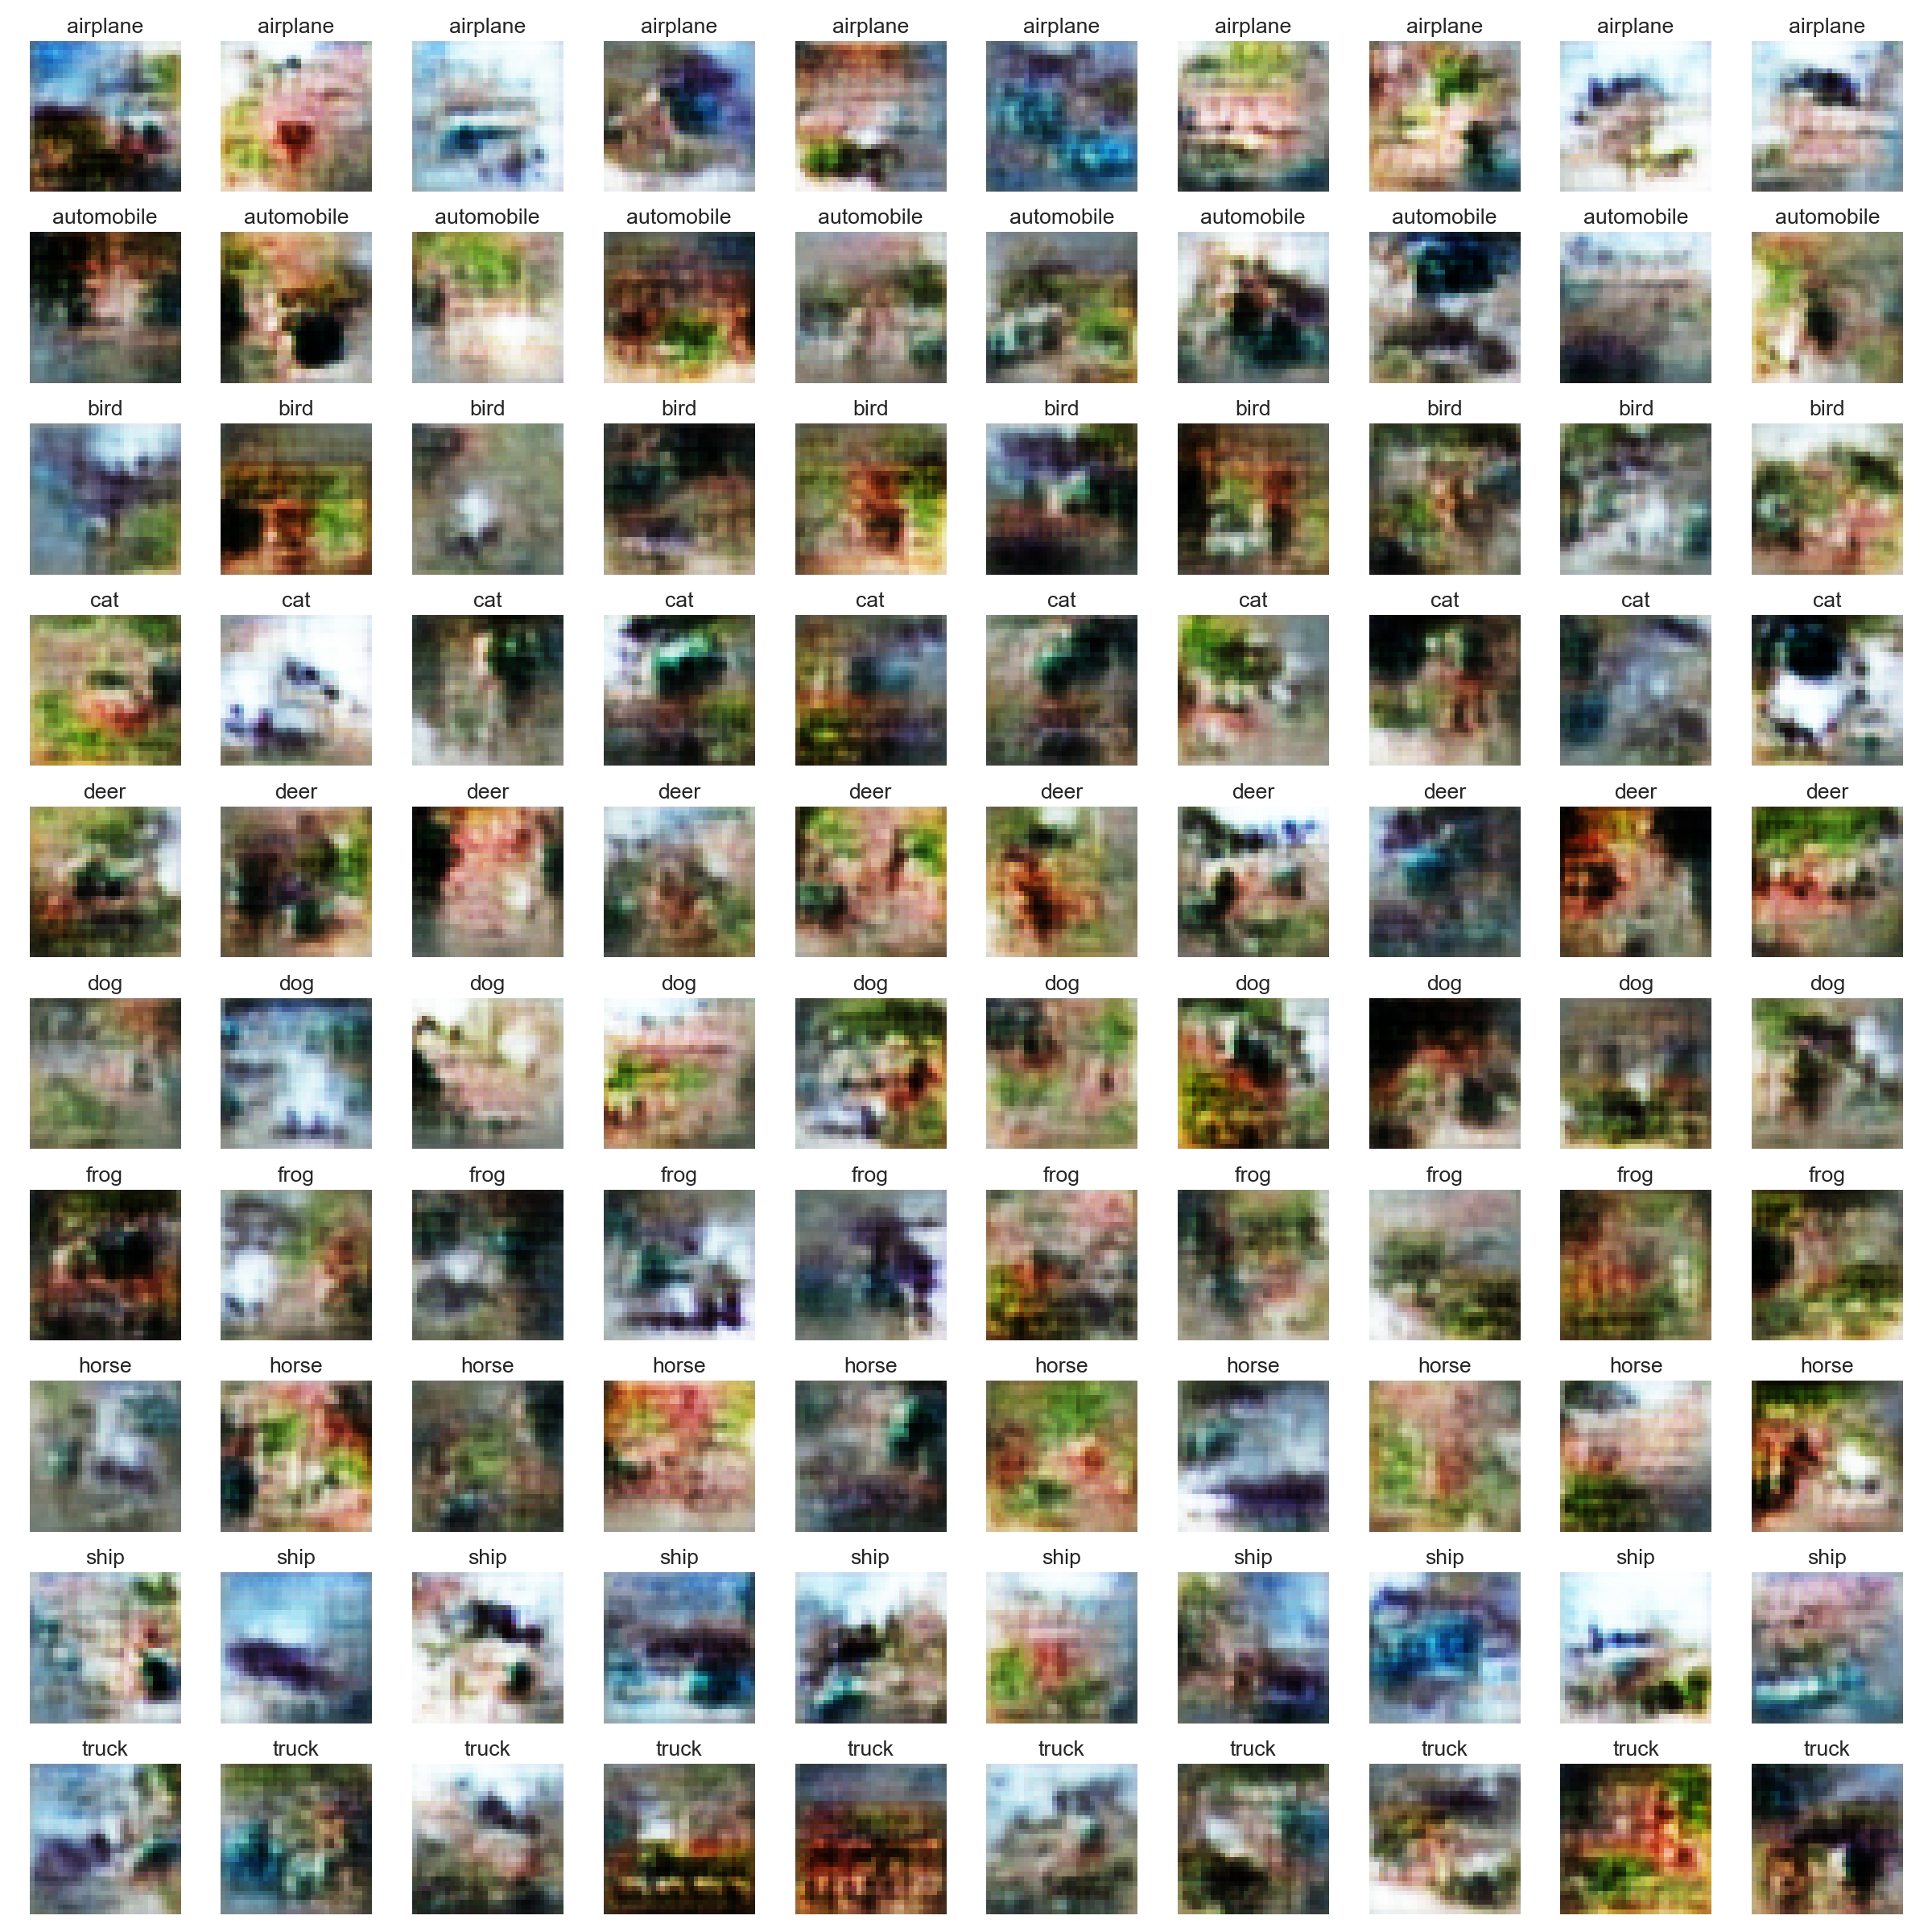 airplane airplane airplane airplane airplane airplane airplane airplane airplane airplane
automobile automobile automobile automobile automobile automobile automobile automobile automobile automobile
bird bird bird bird bird bird bird bird bird bird
cat cat cat cat cat cat cat cat cat cat
deer deer deer deer deer deer deer deer deer deer
dog dog dog dog dog dog dog dog dog dog
frog frog frog frog frog frog frog frog frog frog
horse horse horse horse horse horse horse horse horse horse
ship ship ship ship ship ship ship ship ship ship
truck truck truck truck truck truck truck truck truck truck